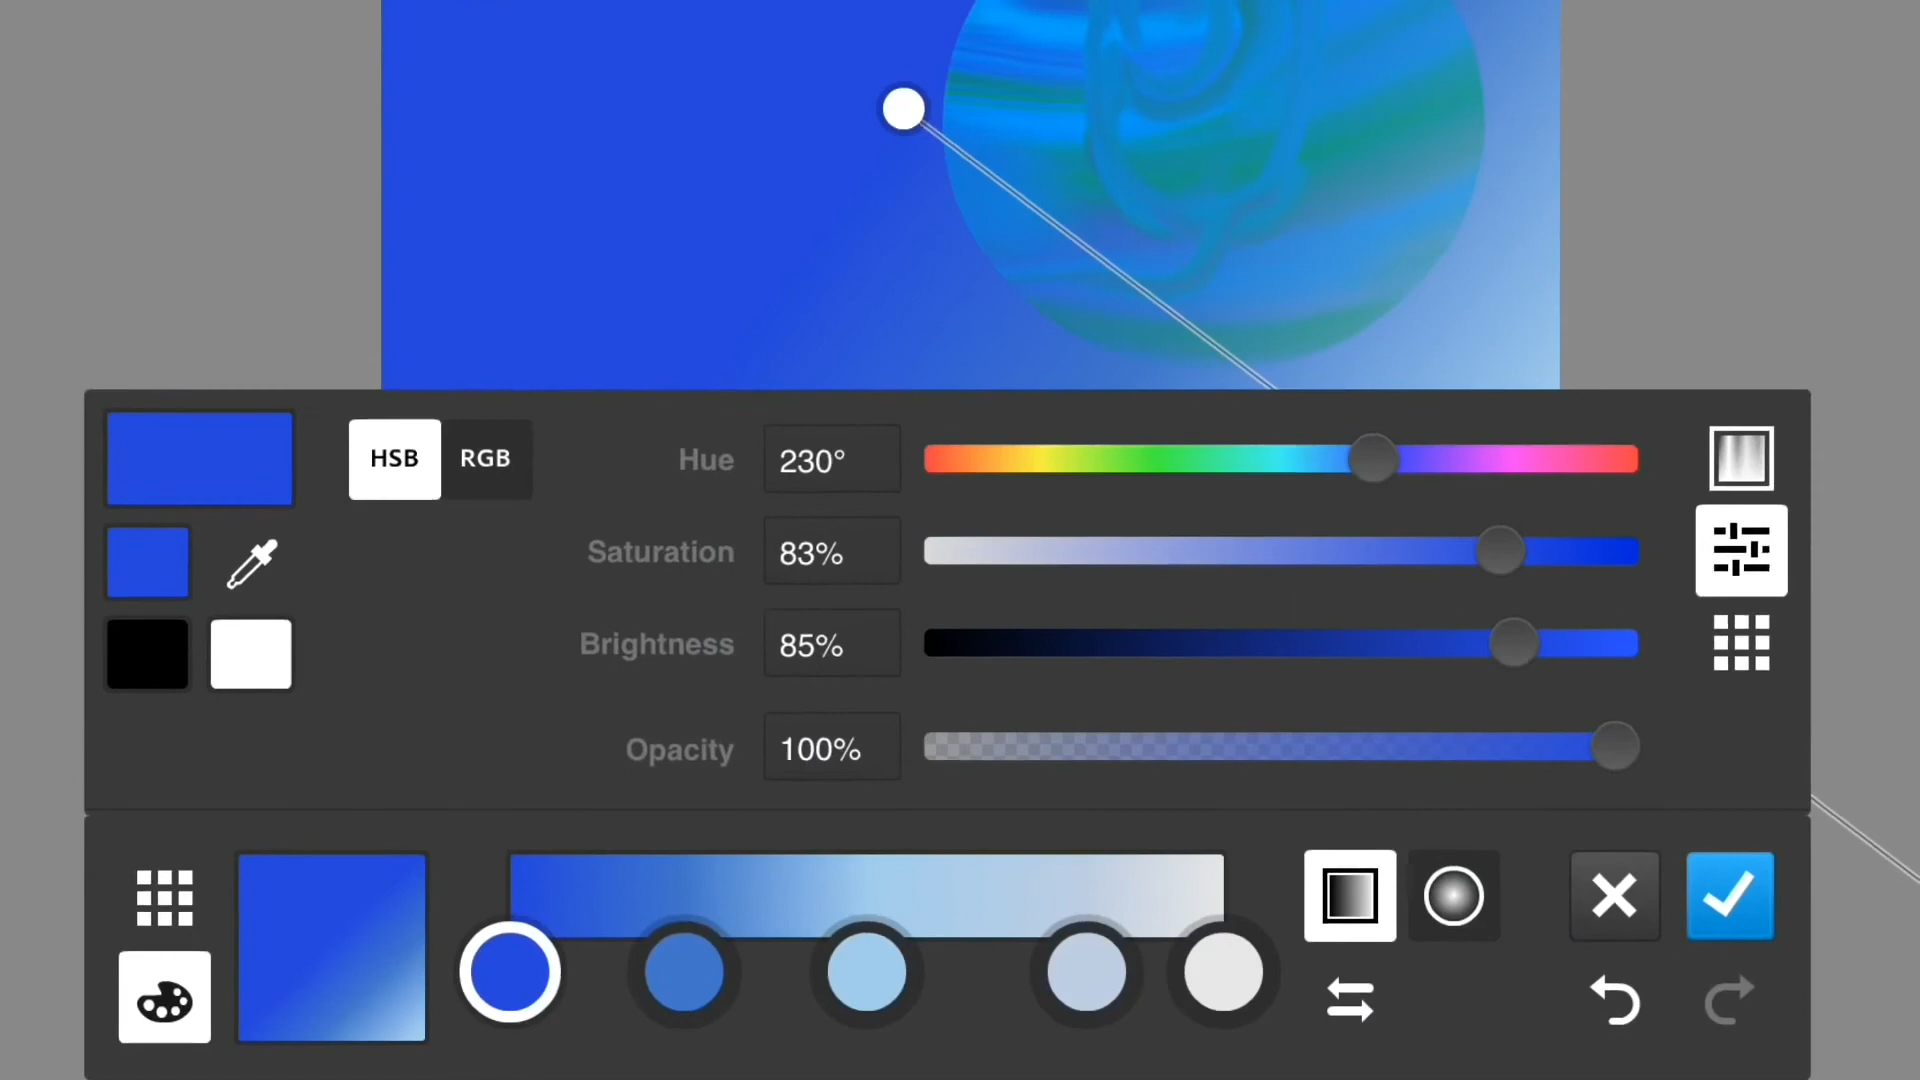 HSB RGB Hue 230°
Saturation 83%
Brightness 85%
Opacity 100%